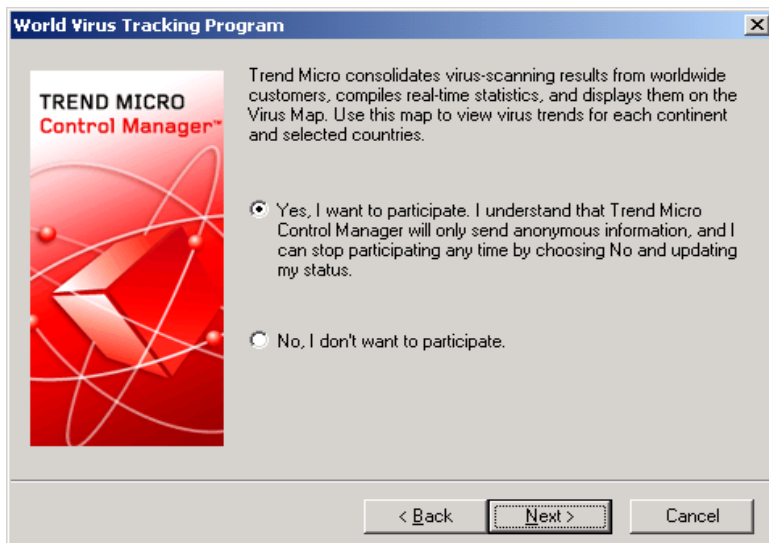 World Virus Tracking Program
TREND MICRO
Control Manager™
Trend Micro consolidates virus-scanning results from worldwide
customers, compiles real-time statistics, and displays them on the
Virus Map. Use this map to view virus trends for each continent
and selected countries.
Yes, I want to participate. I understand that Trend Micro
Control Manager will only send anonymous information, and I
can stop participating any time by choosing No and updating
my status.
No, I don't want to participate.
< Back
Next >
Cancel